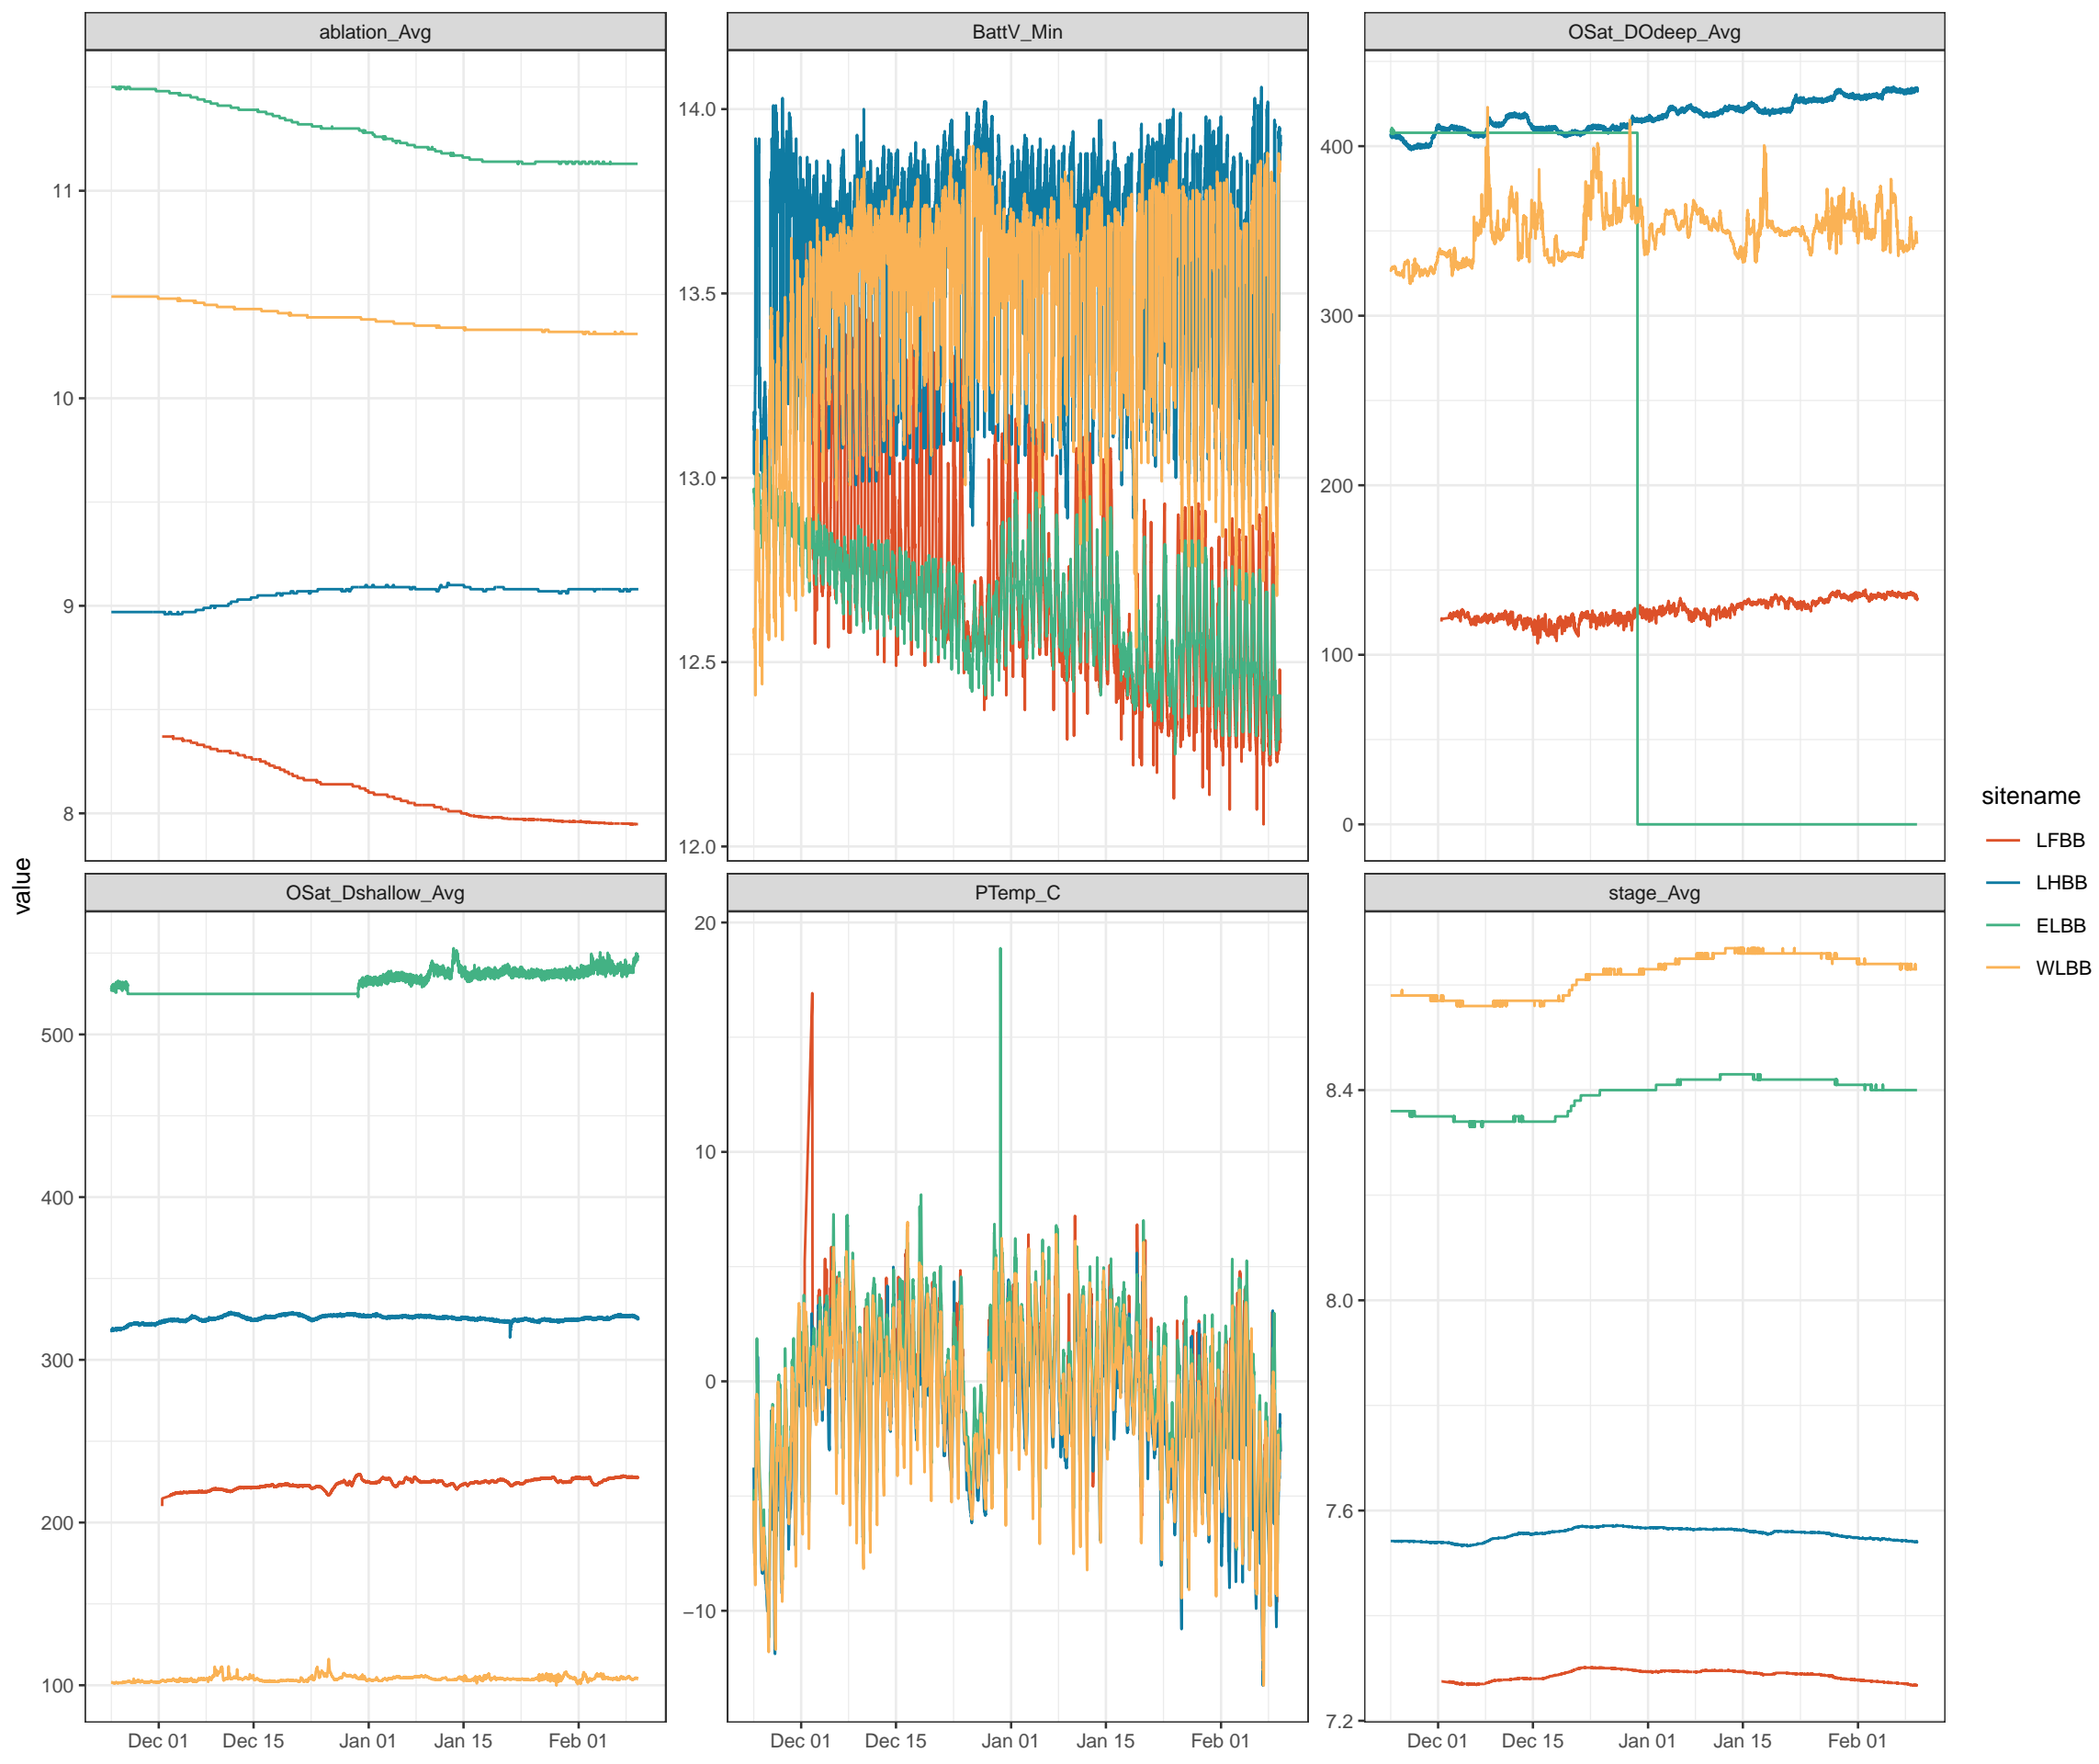 ablation_Avg
BattV_Min
OSat_DOdeep_Avg
11
10
9
8
14.0
13.5
13.0
12.5
12.0
400
300
200
100
0
value
OSat_Dshallow_Avg
PTemp_C
stage_Avg
500
400
300
200
100
20
10
0
−10
8.4
8.0
7.6
7.2
Dec 01 Dec 15 Jan 01 Jan 15 Feb 01
Dec 01 Dec 15 Jan 01 Jan 15 Feb 01
Dec 01 Dec 15 Jan 01 Jan 15 Feb 01
sitename
LFBB
LHBB
ELBB
WLBB